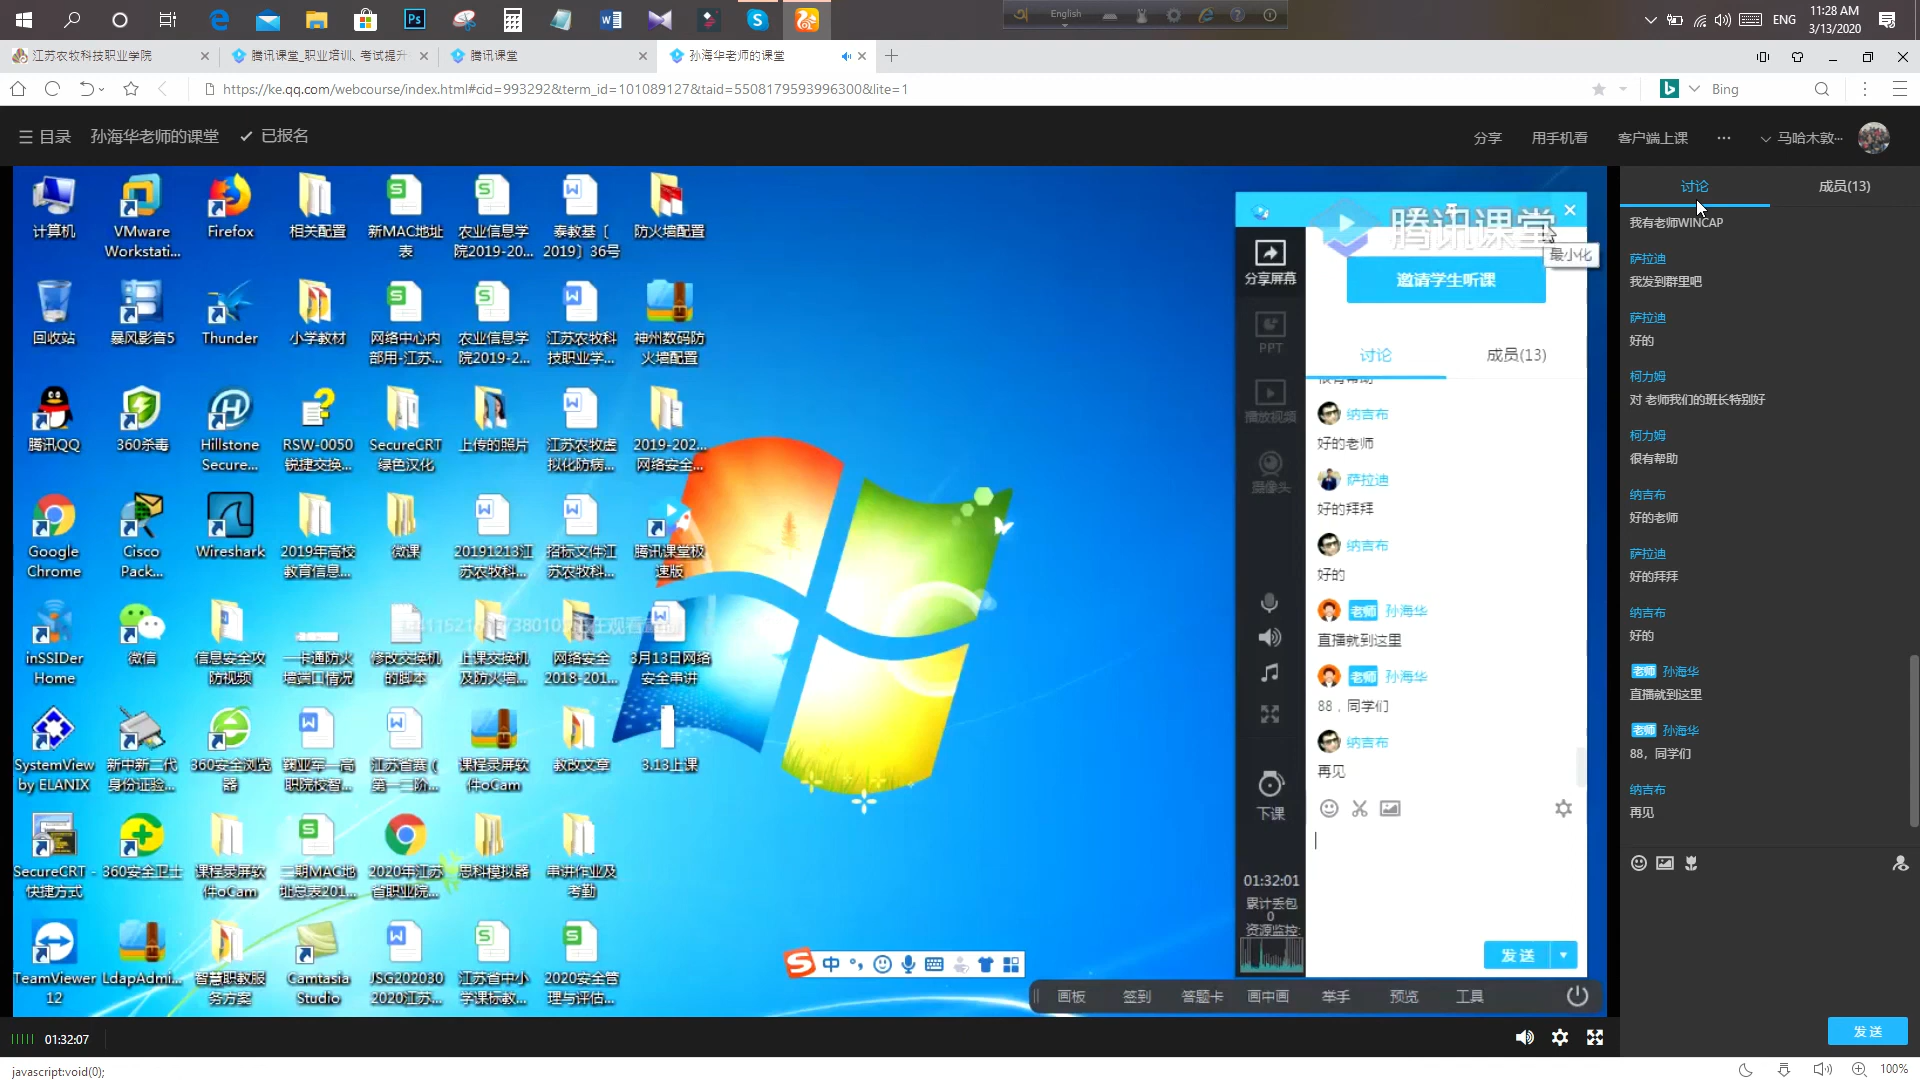 English
ENG
11:28 AM
3/13/2020
江苏农牧科技职业学院
腾讯课堂_职业培训、考试提升
腾讯课堂
孙海华老师的课堂
https://ke.qq.com/webcourse/index.html#cid=993292&term_id=101089127&taid=5508179593996300&lite=1
Bing
目录
孙海华老师的课堂
已报名
分享
用手机看
客户端上课
马哈木敦···
计算机
VMware Workstati...
Firefox
相关配置
新MAC地址表
农业信息学院2019-20...
泰教基〔2019〕36号
防火墙配置
回收站
暴风影音5
Thunder
小学教材
网络中心内部用-江苏...
农业信息学院2019-2...
江苏农牧科技职业学...
神州数码防火墙配置
腾讯QQ
360杀毒
Hillstone Secure...
RSW-0050锐捷交换...
SecureCRT绿色汉化
上传的照片
江苏农牧虚拟化防病...
2019-202...网络安全...
Google Chrome
Cisco Pack...
Wireshark
2019年高校教育信息...
微课
20191213江苏农牧科...
招标文件江苏农牧科...
腾讯课堂极速版
inSSIDer Home
微信
信息安全攻防视频
一卡通防火墙端口情况
修改交换机的脚本
上课交换机及防火墙...
网络安全2018-201...
3月13日网络安全串讲
SystemView by ELANIX
新中新二代身份证验...
360安全浏览器
鞠业军—高职院校智...
江苏省赛（第一二阶...
课程录屏软件oCam
教改文章
3.13上课
SecureCRT - 快捷方式
360安全卫士
课程录屏软件oCam
二期MAC地址总表201...
2020年江苏省职业院...
思科模拟器
串讲作业及考勤
TeamViewer 12
LdapAdmi...
智慧职教服务方案
Camtasia Studio
JSG202030 2020江苏...
江苏省中小学课标教...
2020安全管理与评估...
中
腾讯课堂
最小化
邀请学生听课
分享屏幕
PPT
播放视频
摄像头
下课
01:32:01
累计丢包
0
资源监控:
讨论
成员(13)
很有帮助
纳吉布
好的老师
萨拉迪
好的拜拜
纳吉布
好的
老师 孙海华
直播就到这里
老师 孙海华
88，同学们
纳吉布
再见
发送
画板
签到
答题卡
画中画
举手
预览
工具
讨论
成员(13)
我有老师WINCAP
萨拉迪
我发到群里吧
萨拉迪
好的
柯力姆
对 老师我们的班长特别好
柯力姆
很有帮助
纳吉布
好的老师
萨拉迪
好的拜拜
纳吉布
好的
老师 孙海华
直播就到这里
老师 孙海华
88，同学们
纳吉布
再见
发送
01:32:07
javascript:void(0);
100%